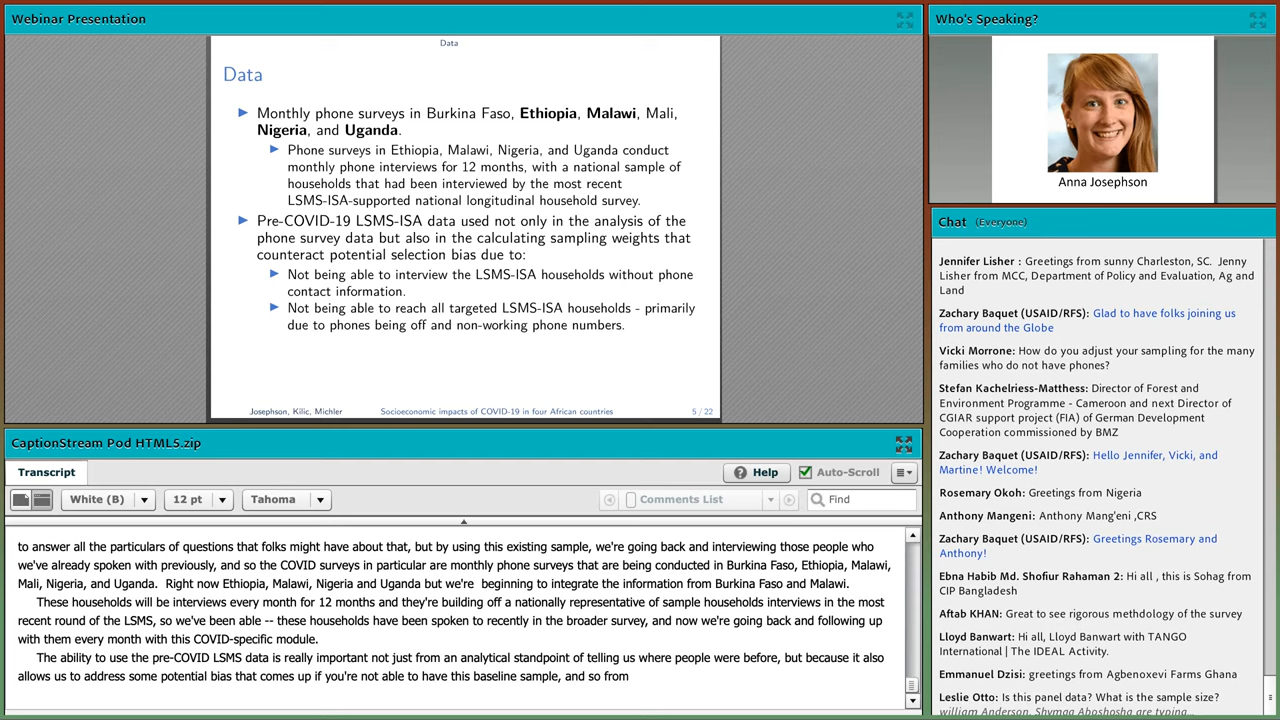 Webinar Presentation
Data
Data
Monthly phone surveys in Burkina Faso, Ethiopia, Malawi, Mali,
Nigeria, and Uganda.
Phone surveys in Ethiopia, Malawi, Nigeria, and Uganda conduct
monthly phone interviews for 12 months, with a national sample of
households that had been interviewed by the most recent
LSMS-ISA-supported national longitudinal household survey.
Pre-COVID-19 LSMS-ISA data used not only in the analysis of the
phone survey data but also in the calculating sampling weights that
counteract potential selection bias due to:
Not being able to interview the LSMS-ISA households without phone
contact information.
Not being able to reach all targeted LSMS-ISA households - primarily
due to phones being off and non-working phone numbers.
Josephson, Kilic, Michler Socioeconomic impacts of COVID-19 in four African countries 5 / 22
CaptionStream Pod HTML5.zip
Transcript
Help
Auto-Scroll
White (B)
12 pt
Tahoma
Comments List
Find
to answer all the particulars of questions that folks might have about that, but by using this existing sample, we're going back and interviewing those people who
we've already spoken with previously, and so the COVID surveys in particular are monthly phone surveys that are being conducted in Burkina Faso, Ethiopia, Malawi,
Mali, Nigeria, and Uganda. Right now Ethiopia, Malawi, Nigeria and Uganda but we're beginning to integrate the information from Burkina Faso and Malawi.
These households will be interviews every month for 12 months and they're building off a nationally representative of sample households interviews in the most
recent round of the LSMS, so we've been able -- these households have been spoken to recently in the broader survey, and now we're going back and following up
with them every month with this COVID-specific module.
The ability to use the pre-COVID LSMS data is really important not just from an analytical standpoint of telling us where people were before, but because it also
allows us to address some potential bias that comes up if you're not able to have this baseline sample, and so from
Who's Speaking?
Anna Josephson
Chat (Everyone)
Jennifer Lisher : Greetings from sunny Charleston, SC. Jenny
Lisher from MCC, Department of Policy and Evaluation, Ag and
Land
Zachary Baquet (USAID/RFS): Glad to have folks joining us
from around the Globe
Vicki Morrone: How do you adjust your sampling for the many
families who do not have phones?
Stefan Kachelriess-Matthess: Director of Forest and
Environment Programme - Cameroon and next Director of
CGIAR support project (FIA) of German Development
Cooperation commissioned by BMZ
Zachary Baquet (USAID/RFS): Hello Jennifer, Vicki, and
Martine! Welcome!
Rosemary Okoh: Greetings from Nigeria
Anthony Mangeni: Anthony Mang'eni ,CRS
Zachary Baquet (USAID/RFS): Greetings Rosemary and
Anthony!
Ebna Habib Md. Shofiur Rahaman 2: Hi all , this is Sohag from
CIP Bangladesh
Aftab KHAN: Great to see rigorous methdology of the survey
Lloyd Banwart: Hi all, Lloyd Banwart with TANGO
International | The IDEAL Activity.
Emmanuel Dzisi: greetings from Agbenoxevi Farms Ghana
Leslie Otto: Is this panel data? What is the sample size?
william Anderson, Shymaa Aboshosha are typing...